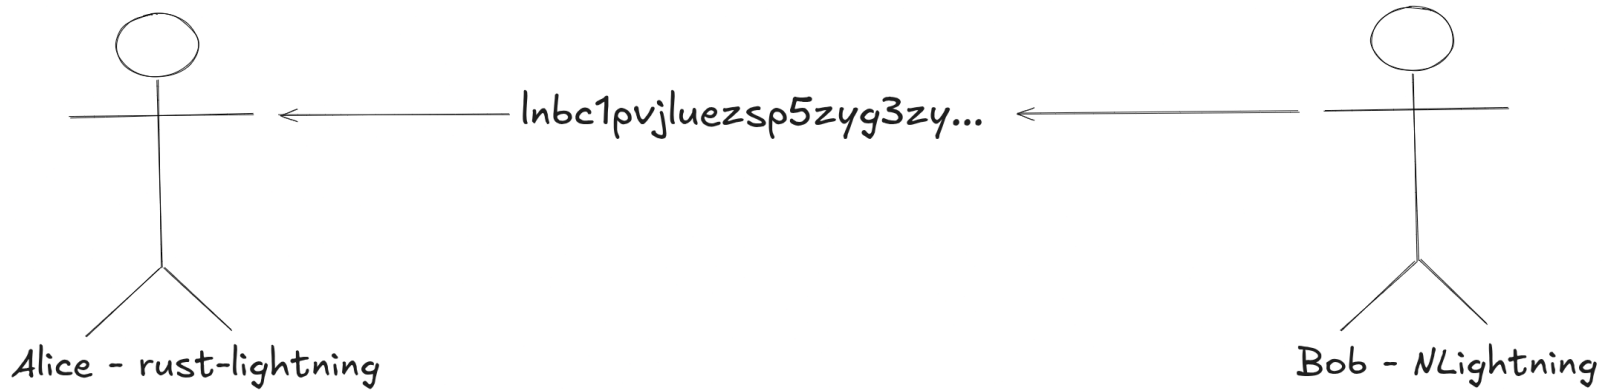 lnbc1pvjluezsp5zyg3zy...
Alice - rust-lightning
Bob - NLightning